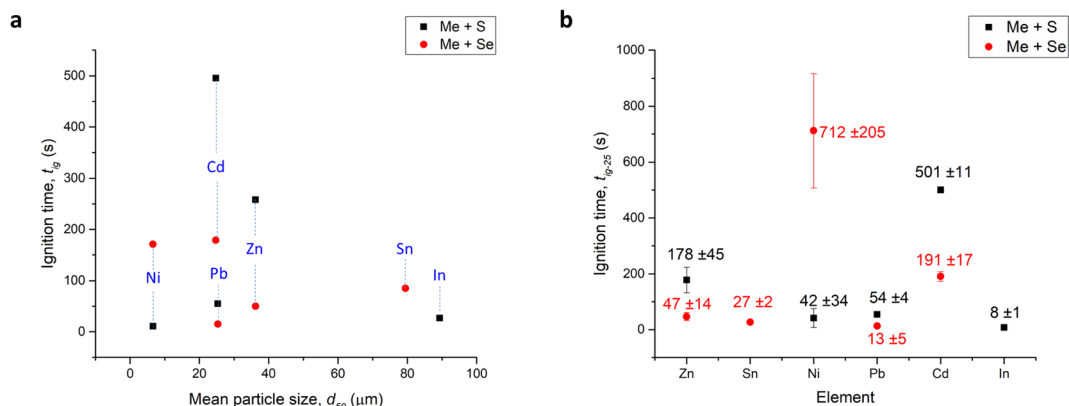 a
Me + S
Me + Se
500
400
300
200
100
0
Ignition time, t_ig (s)
Cd
Ni
Pb
Zn
Sn
In
0
20
40
60
80
100
Mean particle size, d_50 (μm)
b
Me + S
Me + Se
1000
800
600
400
200
0
Ignition time, t_ig-25 (s)
712 ±205
501 ±11
178 ±45
191 ±17
47 ±14
27 ±2
42 ±34
54 ±4
13 ±5
8 ±1
Zn
Sn
Ni
Pb
Cd
In
Element